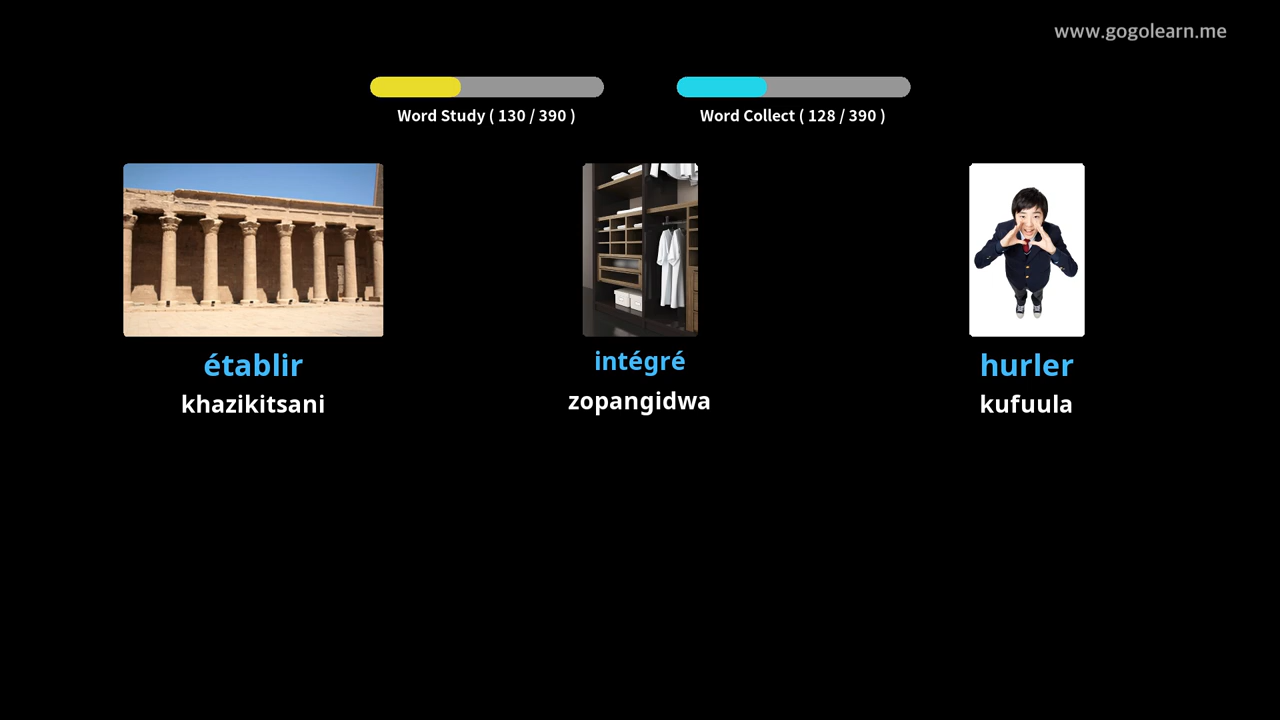 www.gogolearn.me
Word Study ( 130 / 390 )
Word Collect ( 128 / 390 )
établir
khazikitsani
intégré
zopangidwa
hurler
kufuula